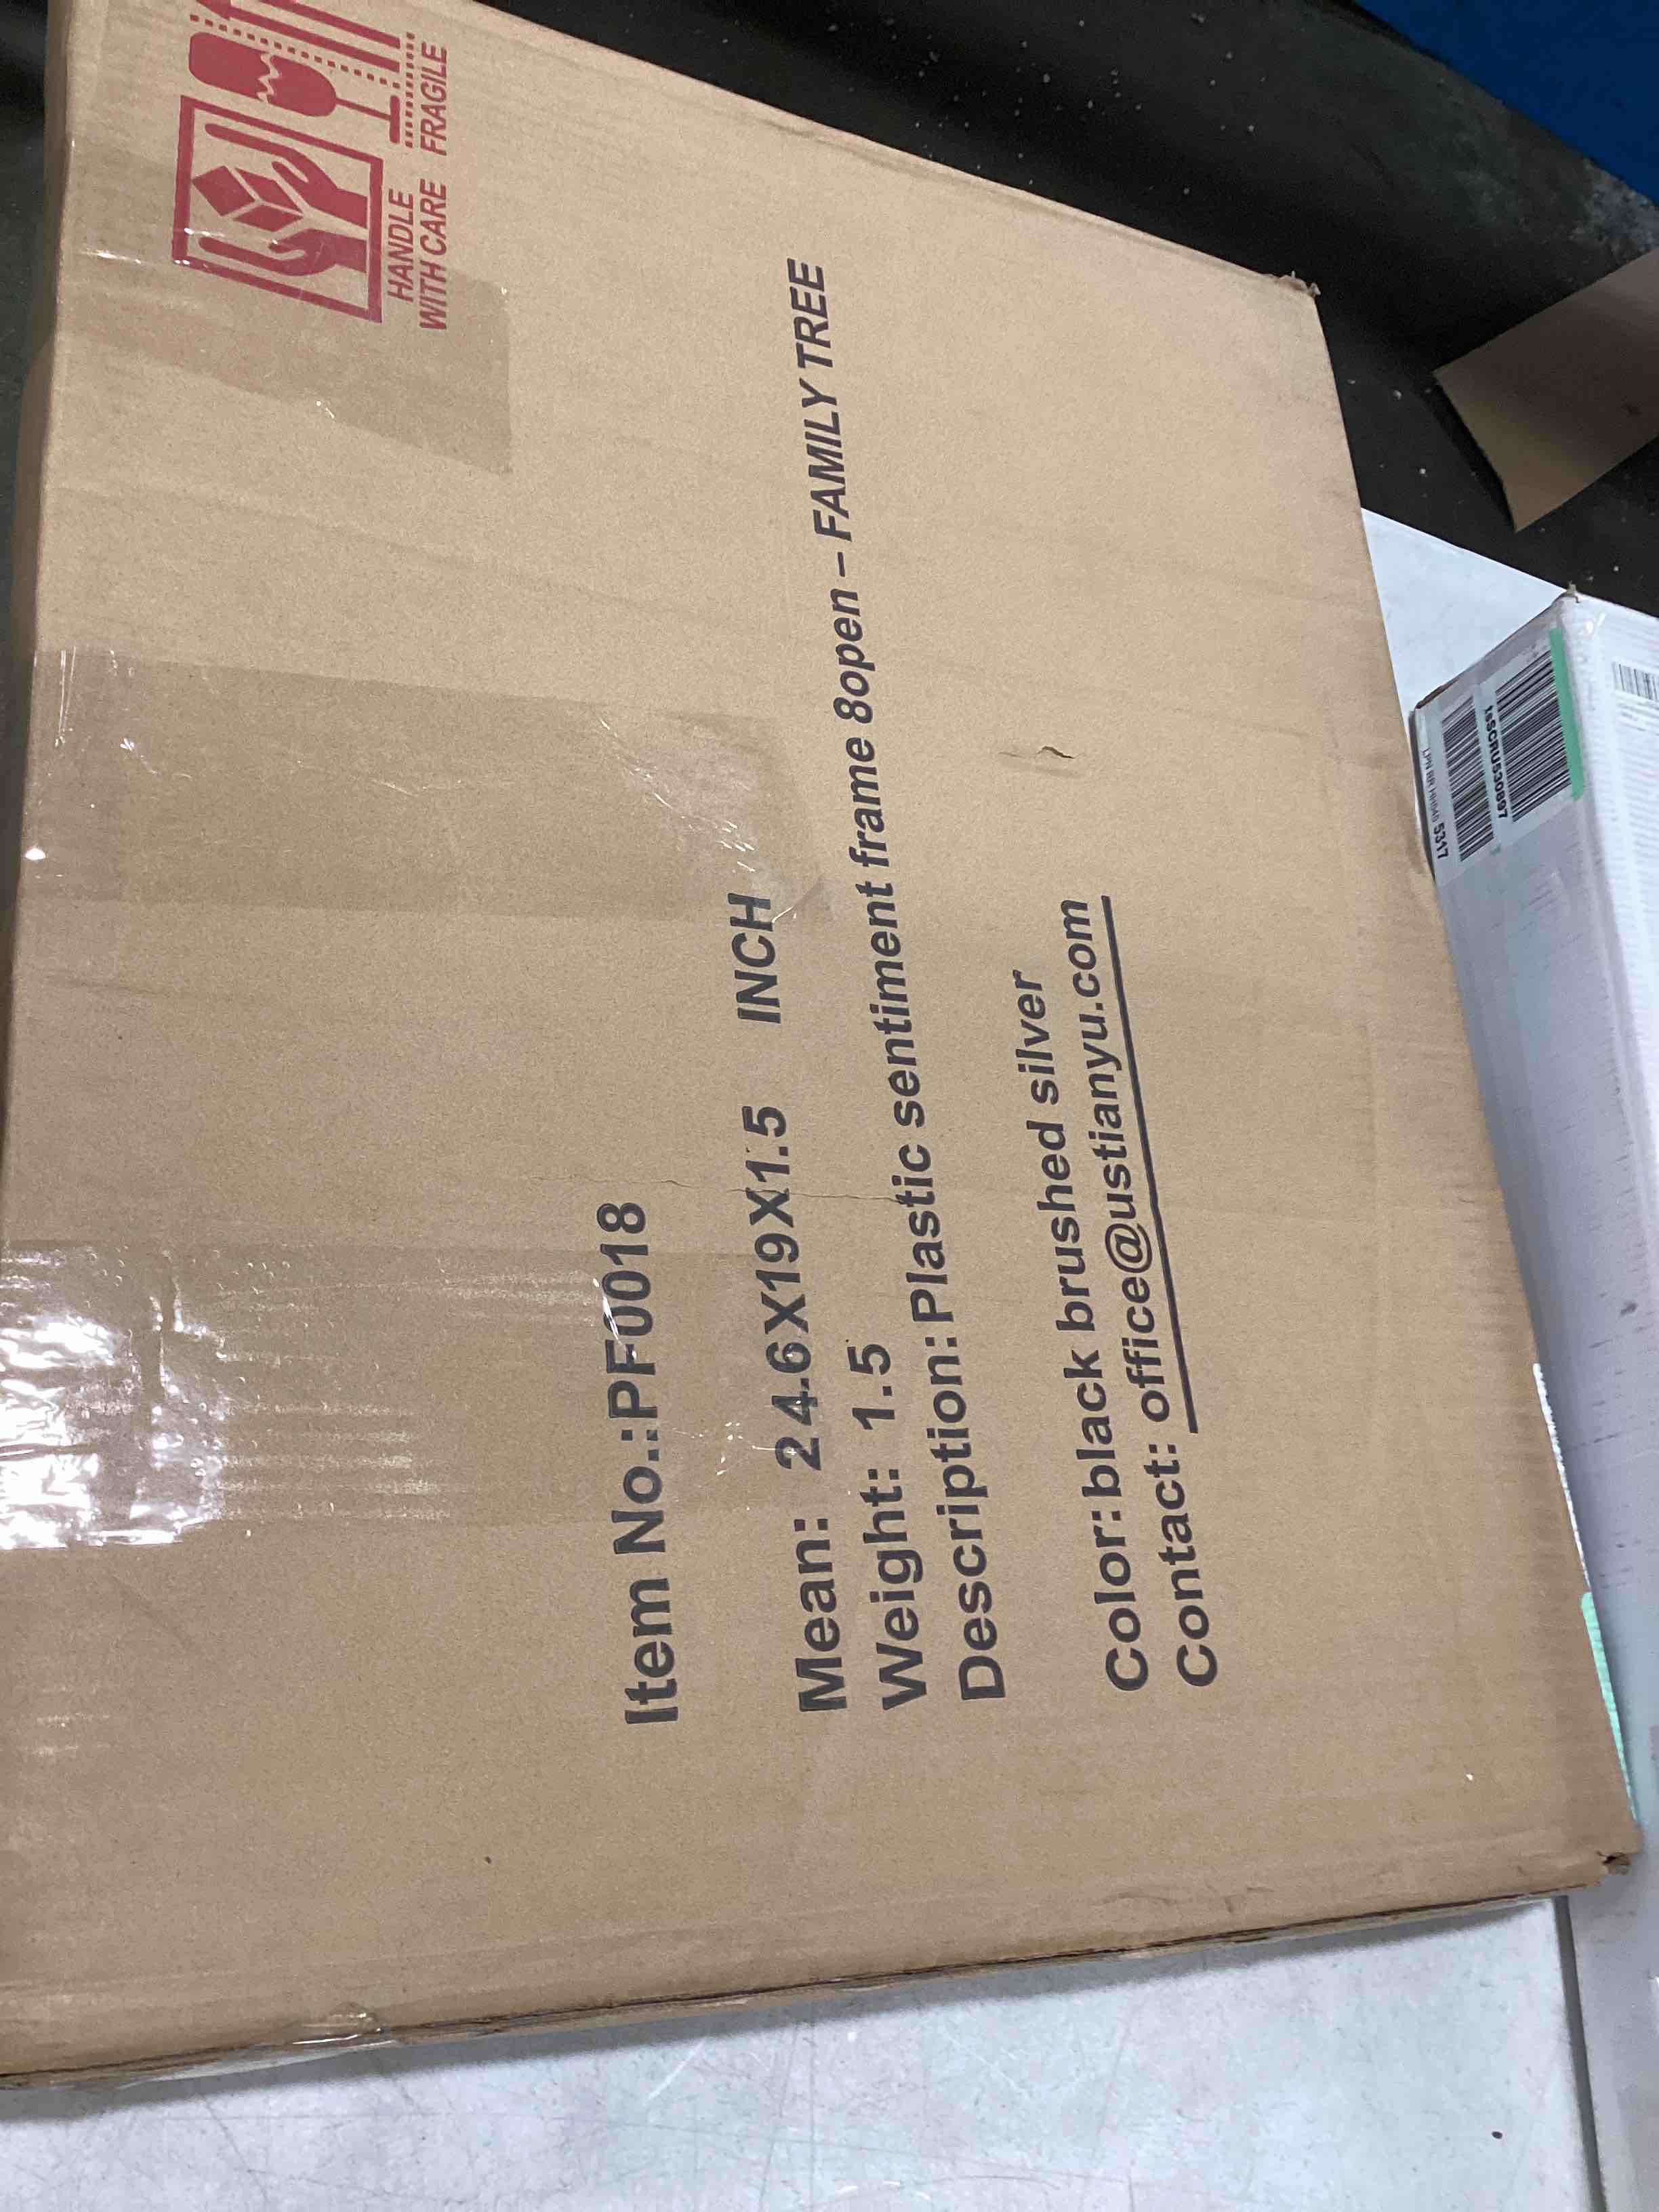 HANDLE
WITH CARE
FRAGILE
Item No.:PF0018
Mean: 24.6X19X1.5 INCH
Weight: 1.5
Description:Plastic sentiment frame 8open – FAMILY TREE
Color:black brushed silver
Contact: office@ustianyu.com
5317